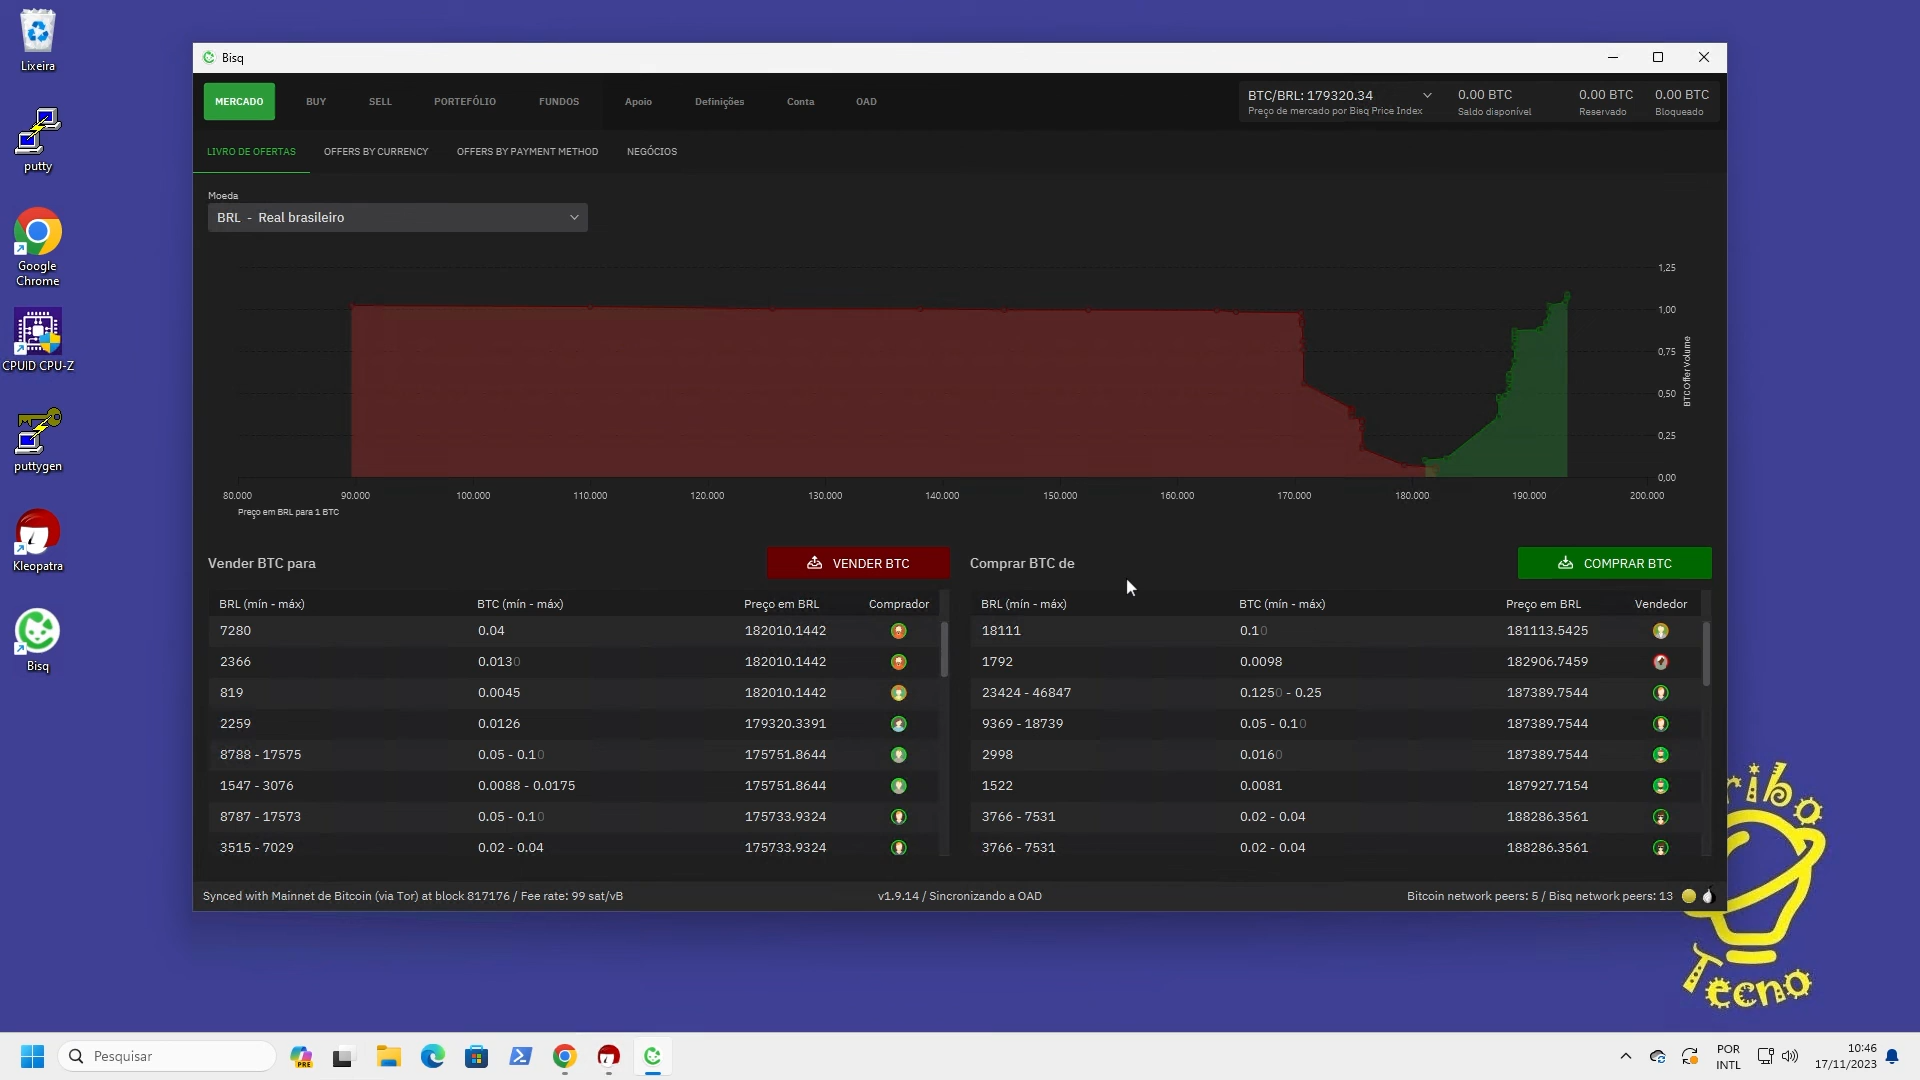 Lixeira
putty
Google
Chrome
CPUID CPU-Z
puttygen
Kleopatra
Bisq
Bisq
MERCADO BUY SELL PORTEFÓLIO FUNDOS Apoio Definições Conta OAD
BTC/BRL: 179320.34 0.00 BTC 0.00 BTC 0.00 BTC
Preço de mercado por Bisq Price Index Saldo disponível Reservado Bloqueado
LIVRO DE OFERTAS OFFERS BY CURRENCY OFFERS BY PAYMENT METHOD NEGÓCIOS
Moeda
BRL - Real brasileiro
1,25
1,00
0,75
0,50
0,25
0,00
BTC Offer Volume
80.000 90.000 100.000 110.000 120.000 130.000 140.000 150.000 160.000 170.000 180.000 190.000 200.000
Preço em BRL para 1 BTC
Vender BTC para VENDER BTC
BRL (mín - máx) BTC (mín - máx) Preço em BRL Comprador
7280 0.04 182010.1442
2366 0.0130 182010.1442
819 0.0045 182010.1442
2259 0.0126 179320.3391
8788 - 17575 0.05 - 0.10 175751.8644
1547 - 3076 0.0088 - 0.0175 175751.8644
8787 - 17573 0.05 - 0.10 175733.9324
3515 - 7029 0.02 - 0.04 175733.9324
Comprar BTC de COMPRAR BTC
BRL (mín - máx) BTC (mín - máx) Preço em BRL Vendedor
18111 0.10 181113.5425
1792 0.0098 182906.7459
23424 - 46847 0.1250 - 0.25 187389.7544
9369 - 18739 0.05 - 0.10 187389.7544
2998 0.0160 187389.7544
1522 0.0081 187927.7154
3766 - 7531 0.02 - 0.04 188286.3561
3766 - 7531 0.02 - 0.04 188286.3561
Synced with Mainnet de Bitcoin (via Tor) at block 817176 / Fee rate: 99 sat/vB v1.9.14 / Sincronizando a OAD Bitcoin network peers: 5 / Bisq network peers: 13
Tecno
Pesquisar
PRE
POR
INTL
10:46
17/11/2023